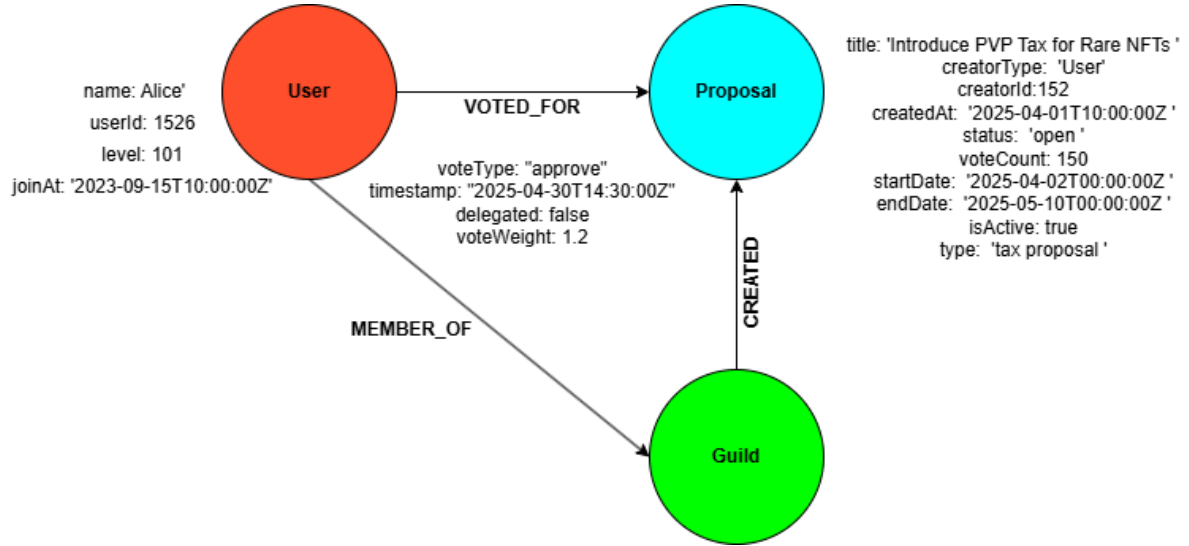 User
name: Alice'
userId: 1526
level: 101
joinAt: '2023-09-15T10:00:00Z'
VOTED_FOR
voteType: "approve"
timestamp: "2025-04-30T14:30:00Z"
delegated: false
voteWeight: 1.2
Proposal
title: 'Introduce PVP Tax for Rare NFTs '
creatorType:  'User'
creatorId:152
createdAt:  '2025-04-01T10:00:00Z '
status:  'open '
voteCount: 150
startDate:  '2025-04-02T00:00:00Z '
endDate:  '2025-05-10T00:00:00Z '
isActive: true
type:  'tax proposal '
MEMBER_OF
CREATED
Guild